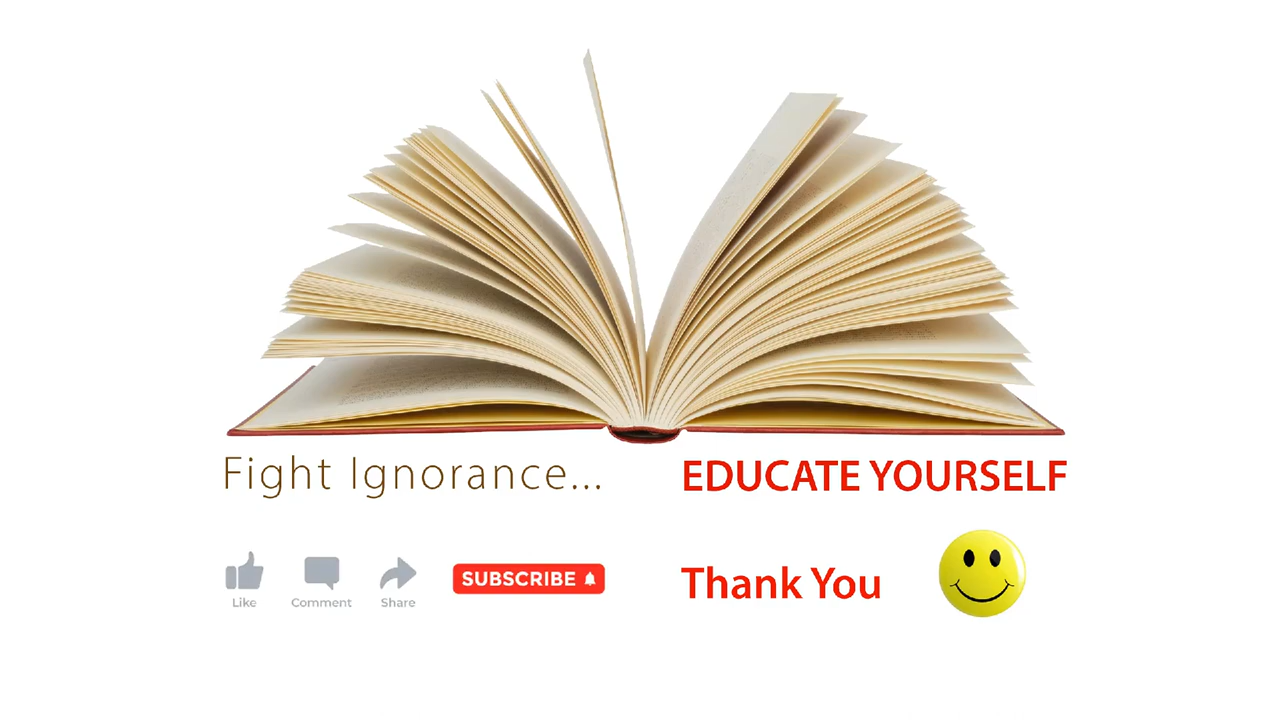 Fight Ignorance...
EDUCATE YOURSELF
Like
Comment
Share
SUBSCRIBE
Thank You